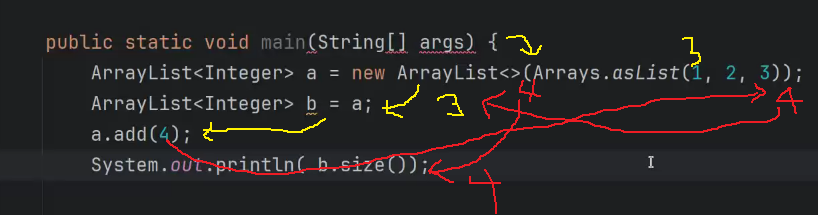 public static void main(String[] args) {
3
ArrayList<Integer> a = new ArrayList<>(Arrays.asList(1, 2, 3));
ArrayList<Integer> b = a;
3
4
4
a.add(4);
System.out.println( b.size());
4